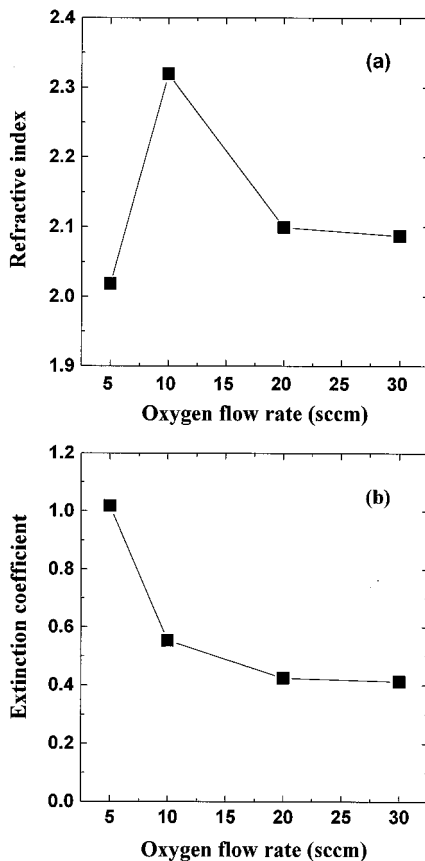 2.4
(a)
2.3
2.2
2.1
2.0
1.9
Refractive index
5 10 15 20 25 30
Oxygen flow rate (sccm)
1.2
(b)
1.0
0.8
0.6
0.4
0.2
0.0
Extinction coefficient
5 10 15 20 25 30
Oxygen flow rate (sccm)